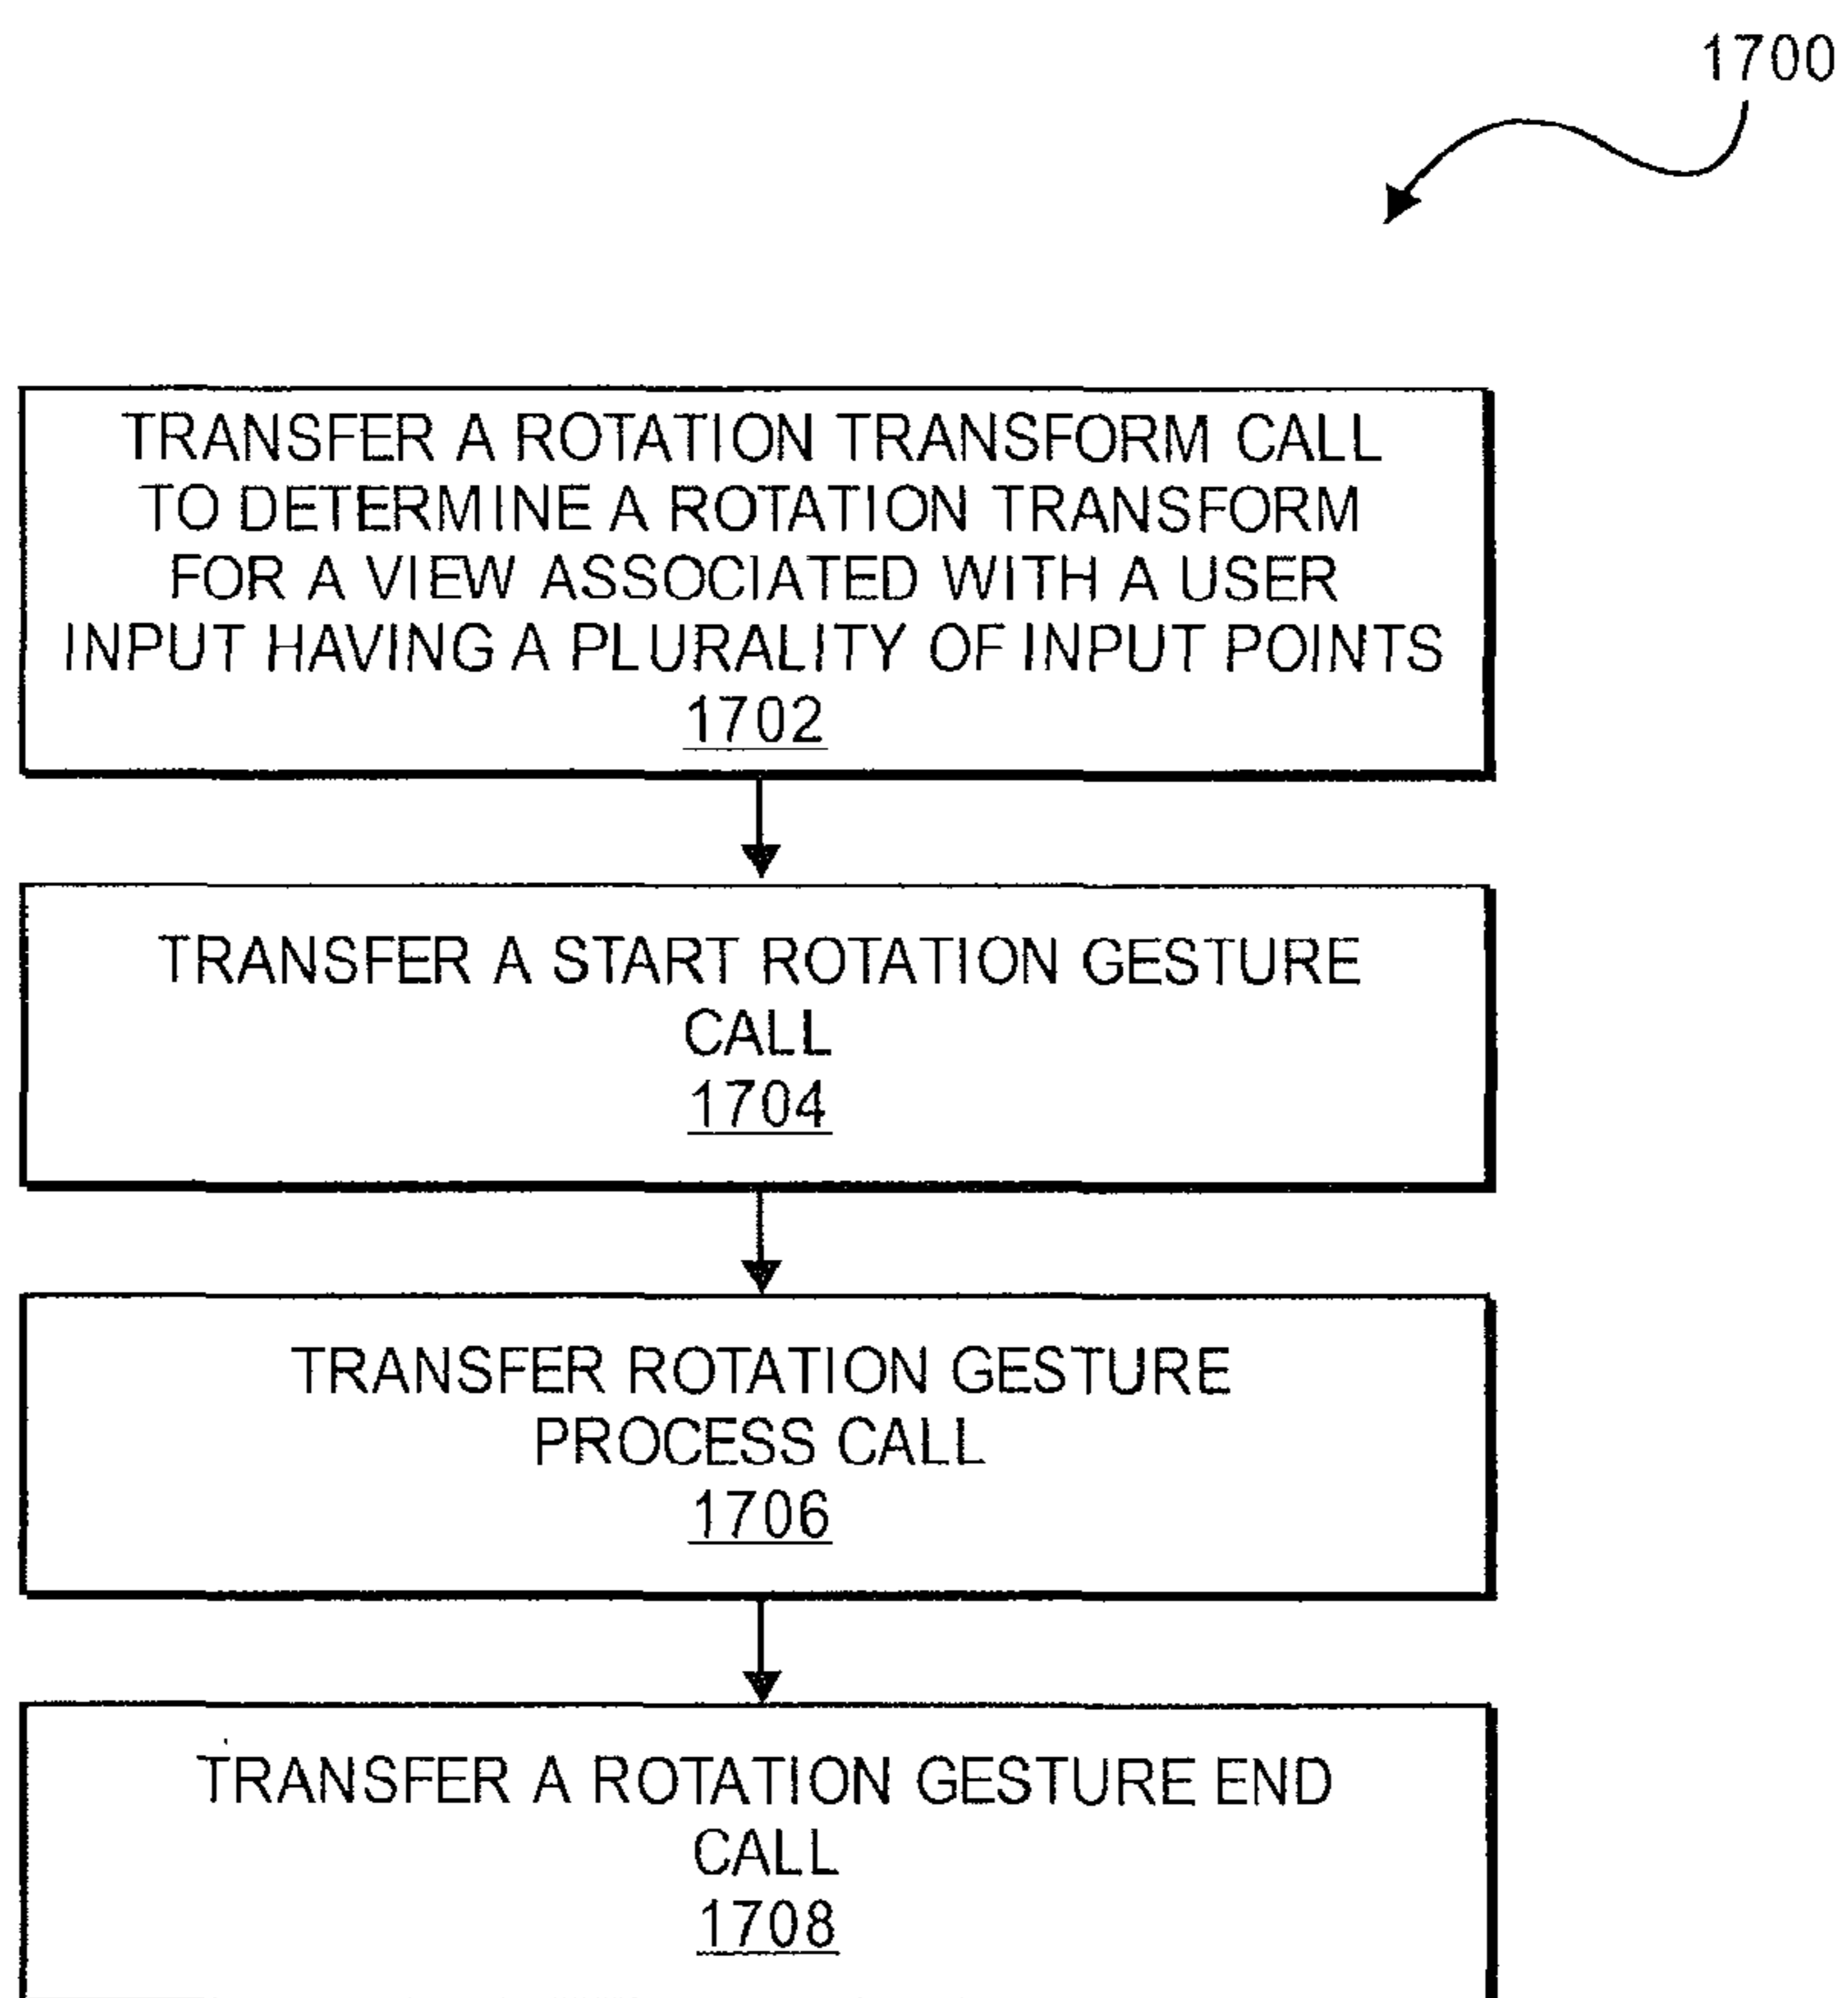 1700
TRANSFER A ROTATION TRANSFORM CALL
TO DETERMINE A ROTATION TRANSFORM
FOR A VIEW ASSOCIATED WITH A USER
INPUT HAVING A PLURALITY OF INPUT POINTS
1702
TRANSFER A START ROTATION GESTURE
CALL
1704
TRANSFER ROTATION GESTURE
PROCESS CALL
1706
TRANSFER A ROTATION GESTURE END
CALL
1708